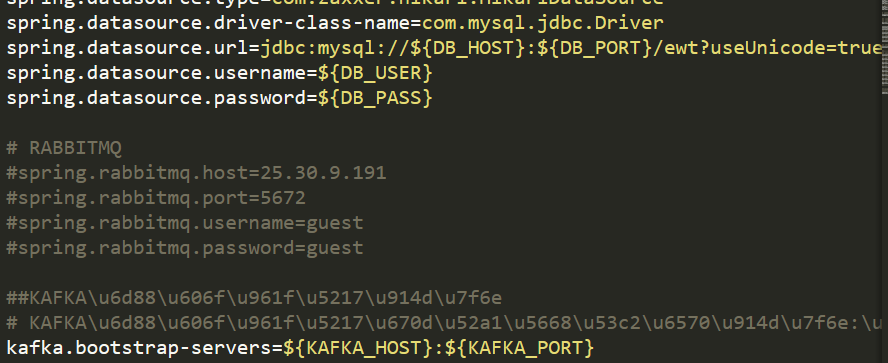 spring.datasource.type=com.zaxxer.hikari.HikariDataSource
spring.datasource.driver-class-name=com.mysql.jdbc.Driver
spring.datasource.url=jdbc:mysql://${DB_HOST}:${DB_PORT}/ewt?useUnicode=true
spring.datasource.username=${DB_USER}
spring.datasource.password=${DB_PASS}
# RABBITMQ
#spring.rabbitmq.host=25.30.9.191
#spring.rabbitmq.port=5672
#spring.rabbitmq.username=guest
#spring.rabbitmq.password=guest
##KAFKA\u6d88\u606f\u961f\u5217\u914d\u7f6e
# KAFKA\u6d88\u606f\u961f\u5217\u670d\u52a1\u5668\u53c2\u6570\u914d\u7f6e:\u
kafka.bootstrap-servers=${KAFKA_HOST}:${KAFKA_PORT}